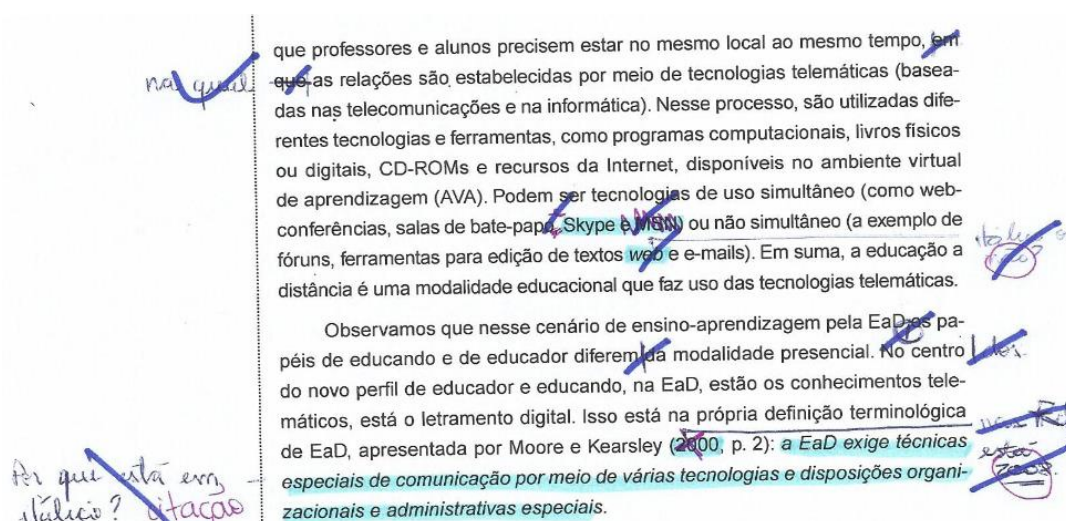 que professores e alunos precisem estar no mesmo local ao mesmo tempo, em
na qual
que as relações são estabelecidas por meio de tecnologias telemáticas (basea-
das nas telecomunicações e na informática). Nesse processo, são utilizadas dife-
rentes tecnologias e ferramentas, como programas computacionais, livros físicos
ou digitais, CD-ROMs e recursos da Internet, disponíveis no ambiente virtual
de aprendizagem (AVA). Podem ser tecnologias de uso simultâneo (como web-
conferências, salas de bate-papo, Skype e MSN) ou não simultâneo (a exemplo de
fóruns, ferramentas para edição de textos web e e-mails). Em suma, a educação a
distância é uma modalidade educacional que faz uso das tecnologias telemáticas.
Observamos que nesse cenário de ensino-aprendizagem pela EaD os pa-
péis de educando e de educador diferem da modalidade presencial. No centro
do novo perfil de educador e educando, na EaD, estão os conhecimentos tele-
máticos, está o letramento digital. Isso está na própria definição terminológica
de EaD, apresentada por Moore e Kearsley (2000, p. 2): a EaD exige técnicas
está
2008
Por que está em
itálico? citação
especiais de comunicação por meio de várias tecnologias e disposições organi-
zacionais e administrativas especiais.